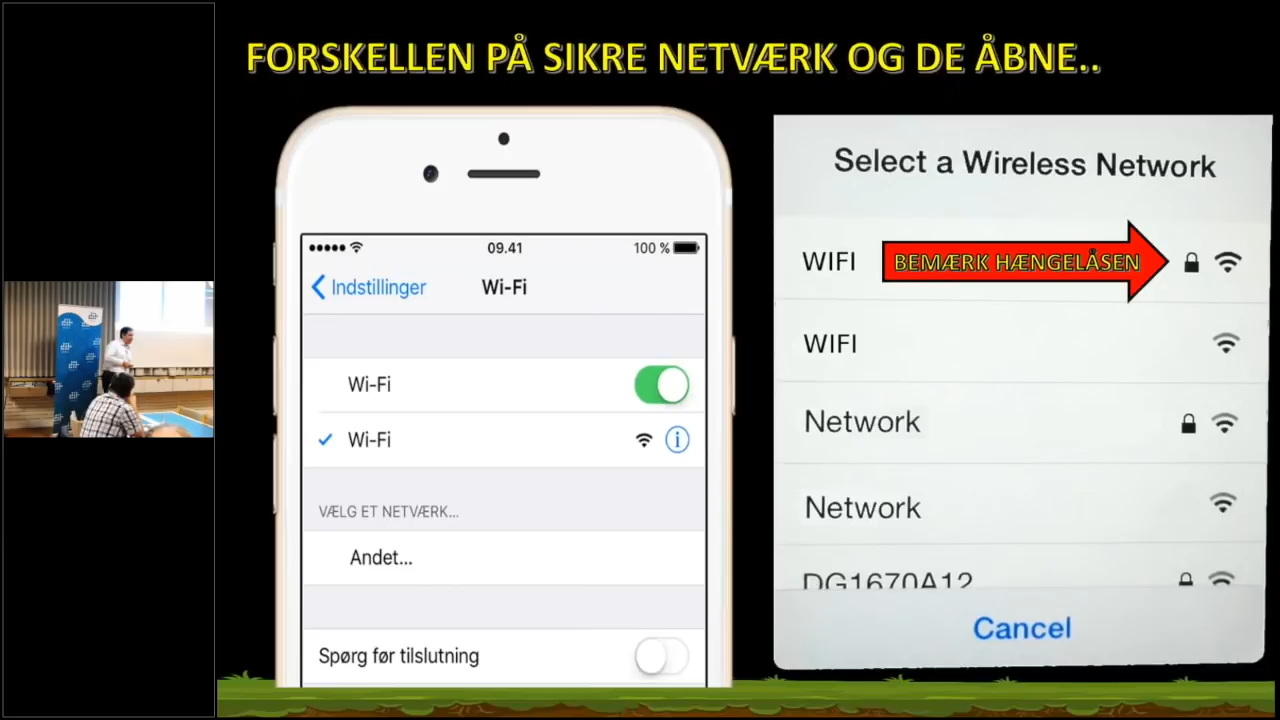 FORSKELLEN PÅ SIKRE NETVÆRK OG DE ÅBNE..
09.41
100 %
Indstillinger
Wi-Fi
Wi-Fi
Wi-Fi
VÆLG ET NETVÆRK...
Andet...
Spørg før tilslutning
Select a Wireless Network
WIFI
BEMÆRK HÆNGELÅSEN
WIFI
Network
Network
DG1670A12
Cancel